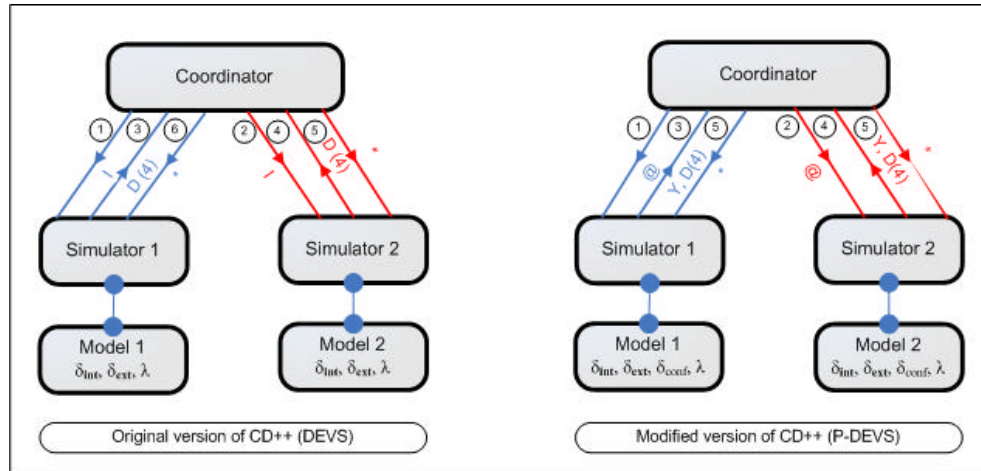 Coordinator
1 3 6 2 4 5
I D (4) * I D (4) *
Simulator 1 Simulator 2
Model 1
δint, δext, λ
Model 2
δint, δext, λ
Original version of CD++ (DEVS)
Coordinator
1 3 5 2 4 5
@ Y, D(4) * @ Y, D(4) *
Simulator 1 Simulator 2
Model 1
δint, δext, δconf, λ
Model 2
δint, δext, δconf, λ
Modified version of CD++ (P-DEVS)